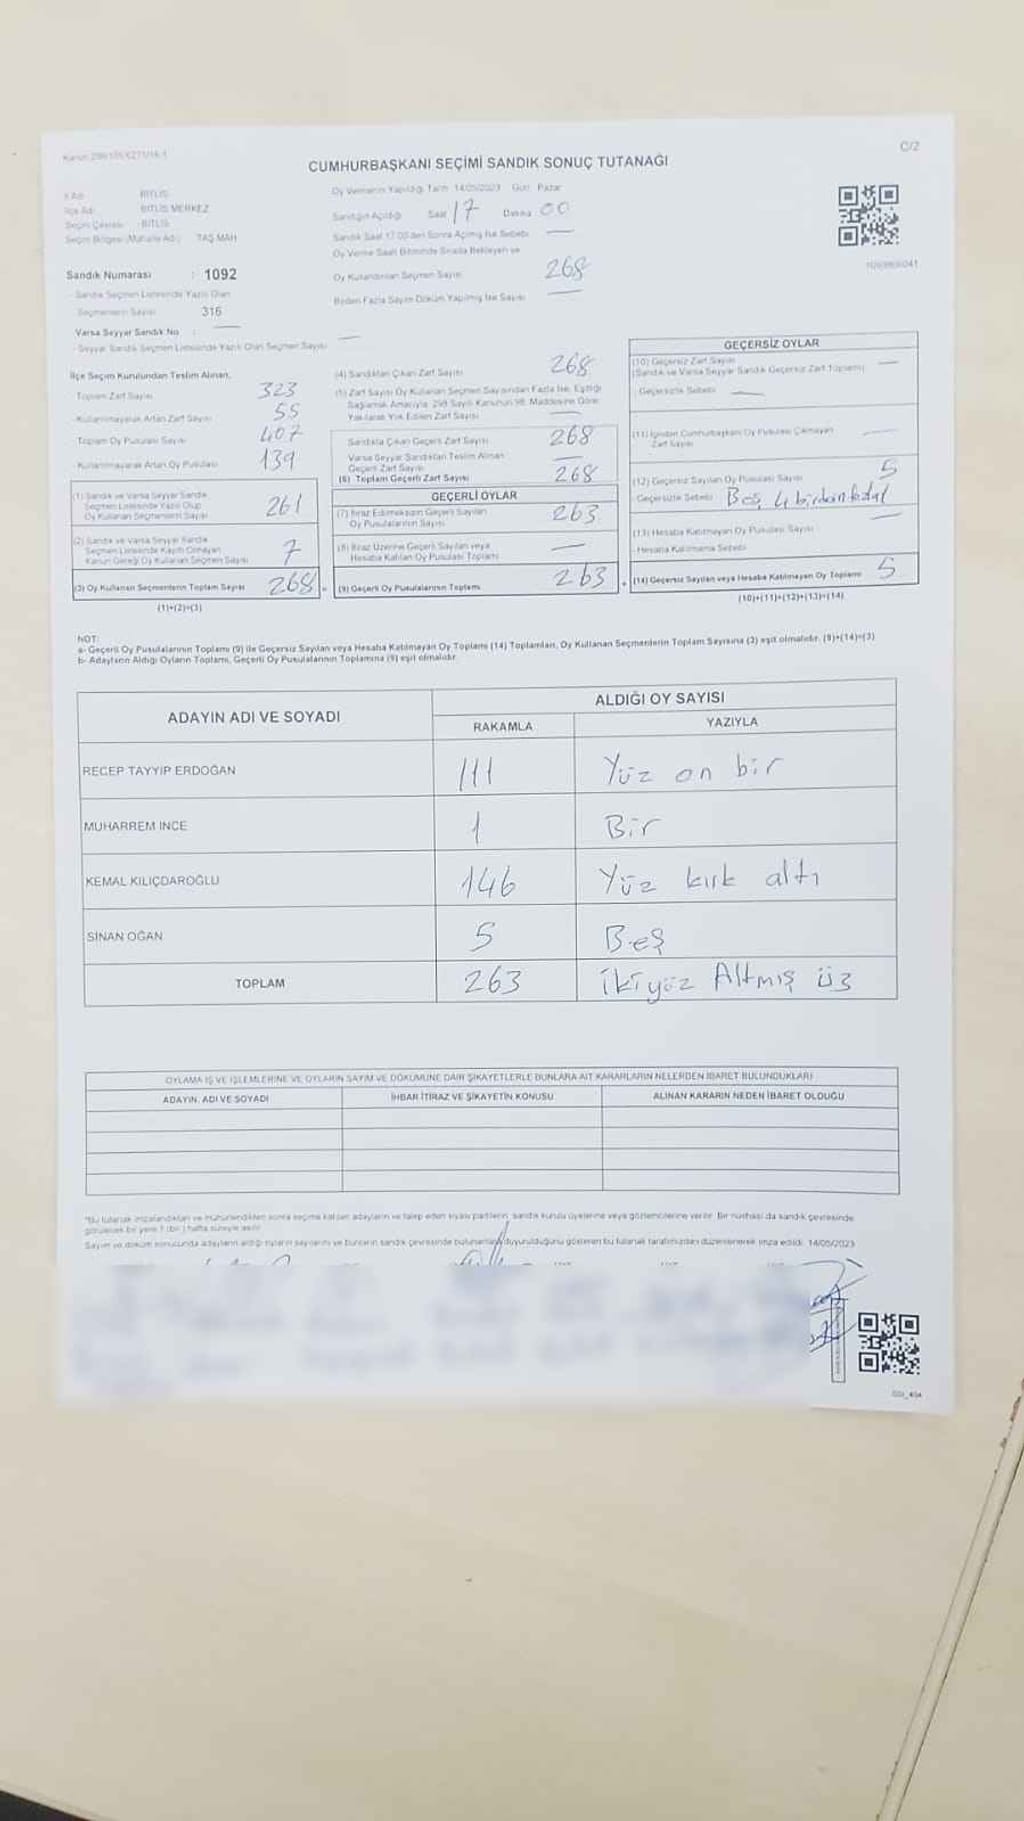 C/2
CUMHURBAŞKANI SEÇİMİ SANDIK SONUÇ TUTANAĞI
İl Adı : BİTLİS
İlçe Adı : BİTLİS MERKEZ
Seçim Çevresi : BİTLİS
Seçim Bölgesi (Mahalle Adı) : TAŞ MAH.
Oy Vermenin Yapıldığı Tarih 14/05/2023 Gün: Pazar
Sandığın Açıldığı Saat 17 Dakika 00
Sandık Saat 17.00'den Sonra Açılmış İse Sebebi —
Oy Verme Saati Bitiminde Sırada Bekleyen ve
Oy Kullandırılan Seçmen Sayısı 268
Birden Fazla Sayım Döküm Yapılmış İse Sayısı —
Sandık Numarası : 1092
- Sandık Seçmen Listesinde Yazılı Olan
Seçmenlerin Sayısı 316
Varsa Seyyar Sandık No : —
- Seyyar Sandık Seçmen Listesinde Yazılı Olan Seçmen Sayısı —
İlçe Seçim Kurulundan Teslim Alınan;
Toplam Zarf Sayısı 323
- Kullanılmayarak Artan Zarf Sayısı 55
Toplam Oy Pusulası Sayısı 407
- Kullanılmayarak Artan Oy Pusulası 139
(1) Sandık ve Varsa Seyyar Sandık
Seçmen Listesinde Yazılı Olup
Oy Kullanan Seçmenlerin Sayısı 261
(2) Sandık ve Varsa Seyyar Sandık
Seçmen Listesinde Kayıtlı Olmayan
Kanun Gereği Oy Kullanan Seçmen Sayısı 7
(3) Oy Kullanan Seçmenlerin Toplam Sayısı 268
(1)+(2)=(3)
(4) Sandıktan Çıkan Zarf Sayısı 268
(5) Zarf Sayısı Oy Kullanan Seçmen Sayısından Fazla İse, Eşitliği
Sağlamak Amacıyla, 298 Sayılı Kanunun 98. Maddesine Göre
Yakılarak Yok Edilen Zarf Sayısı —
Sandıkta Çıkan Geçerli Zarf Sayısı 268
Varsa Seyyar Sandıktan Teslim Alınan
Geçerli Zarf Sayısı —
(6) Toplam Geçerli Zarf Sayısı 268
GEÇERLİ OYLAR
(7) İtiraz Edilmeksizin Geçerli Sayılan
Oy Pusulalarının Sayısı 263
(8) İtiraz Üzerine Geçerli Sayılan veya
Hesaba Katılan Oy Pusulası Toplamı —
(9) Geçerli Oy Pusulalarının Toplamı 263
GEÇERSİZ OYLAR
(10) Geçersiz Zarf Sayısı
(Sandık ve Varsa Seyyar Sandık Geçersiz Zarf Toplamı) —
- Geçersizlik Sebebi —
(11) İçinden Cumhurbaşkanı Oy Pusulası Çıkmayan
Zarf Sayısı —
(12) Geçersiz Sayılan Oy Pusulası Sayısı 5
- Geçersizlik Sebebi Beş, 4 birden fazla
(13) Hesaba Katılmayan Oy Pusulası Sayısı —
- Hesaba Katılmama Sebebi
(14) Geçersiz Sayılan veya Hesaba Katılmayan Oy Toplamı 5
(10)+(11)+(12)+(13)=(14)
NOT:
a- Geçerli Oy Pusulalarının Toplamı (9) ile Geçersiz Sayılan veya Hesaba Katılmayan Oy Toplamı (14) Toplamları, Oy Kullanan Seçmenlerin Toplam Sayısına (3) eşit olmalıdır. (9)+(14)=(3)
b- Adayların Aldığı Oyların Toplamı, Geçerli Oy Pusulalarının Toplamına (9) eşit olmalıdır.
ADAYIN ADI VE SOYADI
ALDIĞI OY SAYISI
RAKAMLA YAZIYLA
RECEP TAYYİP ERDOĞAN 111 Yüz on bir
MUHARREM İNCE 1 Bir
KEMAL KILIÇDAROĞLU 146 Yüz kırk altı
SİNAN OĞAN 5 Beş
TOPLAM 263 İkiyüz Altmış üç
OYLAMA İŞ VE İŞLEMLERİNE VE OYLARIN SAYIM VE DÖKÜMÜNE DAİR ŞİKAYETLERLE BUNLARA AİT KARARLARIN NELERDEN İBARET BULUNDUKLARI
ADAYIN, ADI VE SOYADI İHBAR İTİRAZ VE ŞİKAYETİN KONUSU ALINAN KARARIN NEDEN İBARET OLDUĞU
*Bu tutanak imzalandıktan ve mühürlendikten sonra seçime katılan adayların ve talep eden siyasi partilerin, sandık kurulu üyelerine veya gözlemcilerine verilir. Bir nüshası da sandık çevresinde
görülecek bir yere 1 (bir) hafta süreyle asılır.
Sayım ve döküm sonucunda adayların aldığı oyların sayılarını ve bunların sandık çevresinde bulunanlara duyurulduğunu gösteren bu tutanak tarafımızdan düzenlenerek imza edildi. 14/05/2023